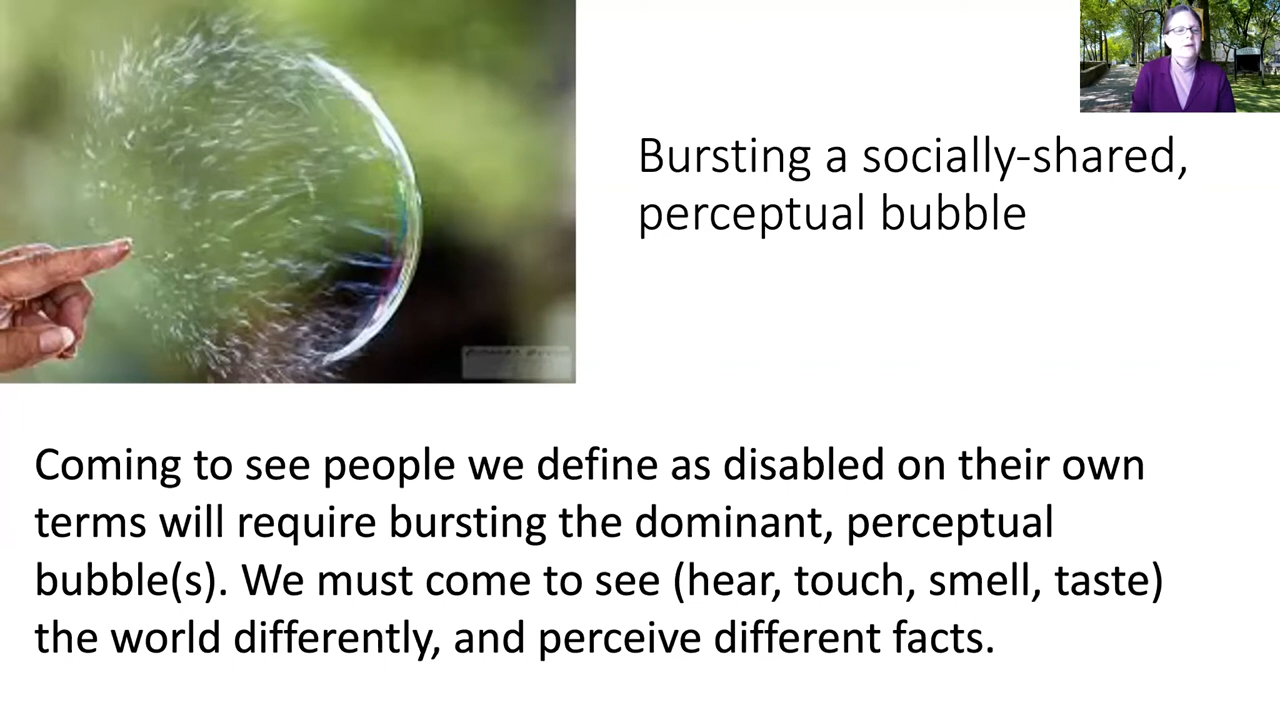 Bursting a socially-shared,
perceptual bubble
Coming to see people we define as disabled on their own
terms will require bursting the dominant, perceptual
bubble(s). We must come to see (hear, touch, smell, taste)
the world differently, and perceive different facts.